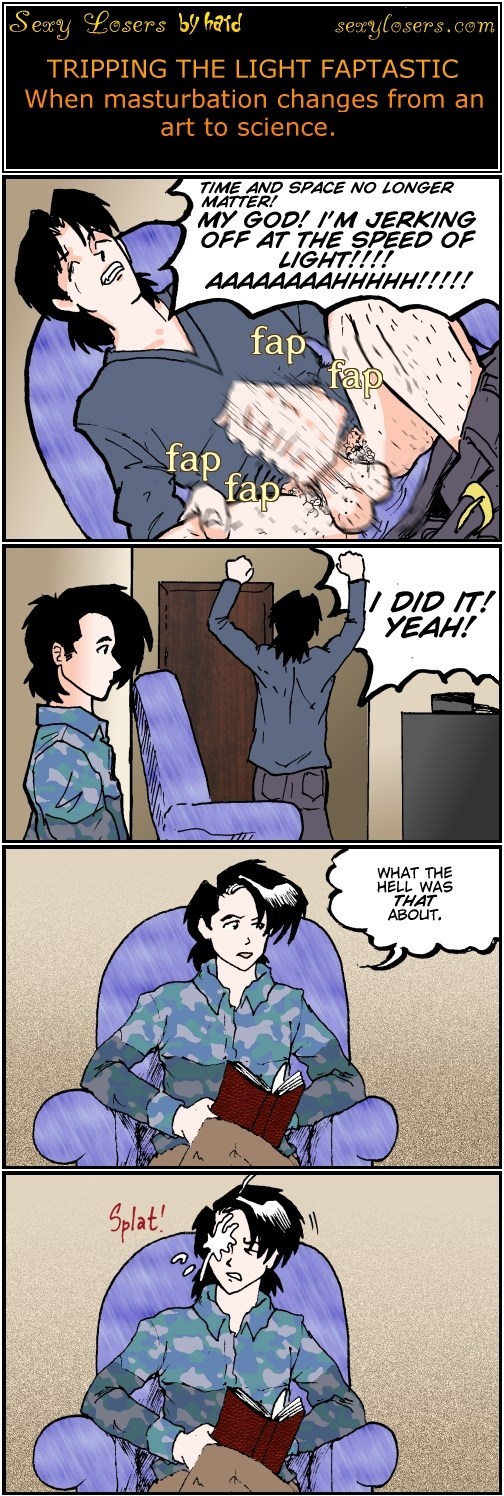 Sexy Losers by hard
sexylosers.com
TRIPPING THE LIGHT FAPTASTIC
When masturbation changes from an
art to science.
TIME AND SPACE NO LONGER
MATTER!
MY GOD! I'M JERKING
OFF AT THE SPEED OF
LIGHT!!!!
AAAAAAAAHHHHH!!!!!
fap
fap
fap
fap
I DID IT!
YEAH!
WHAT THE
HELL WAS
THAT
ABOUT.
Splat!